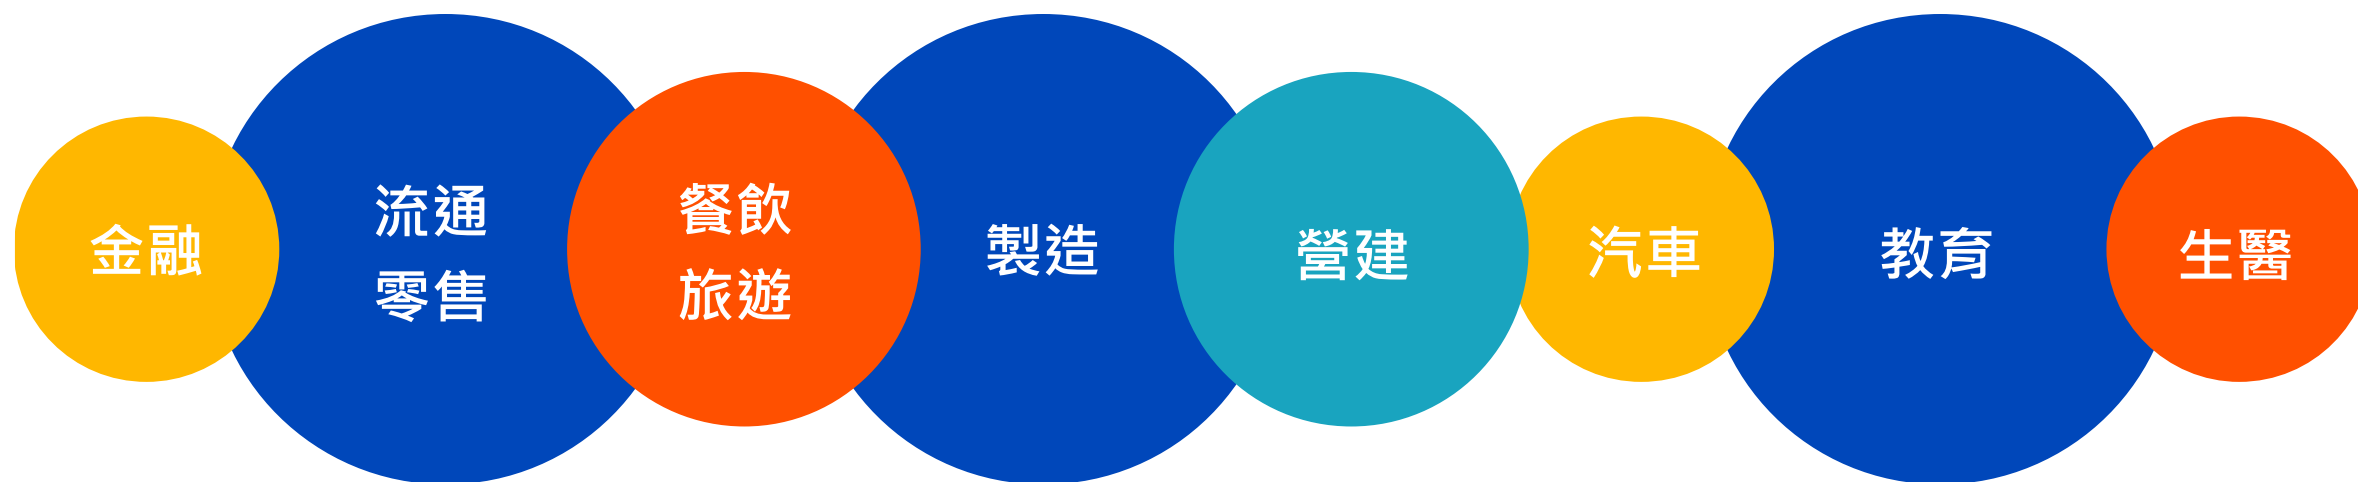 金融
流通
零售
餐飲
旅遊
製造
營建
汽車
教育
生醫